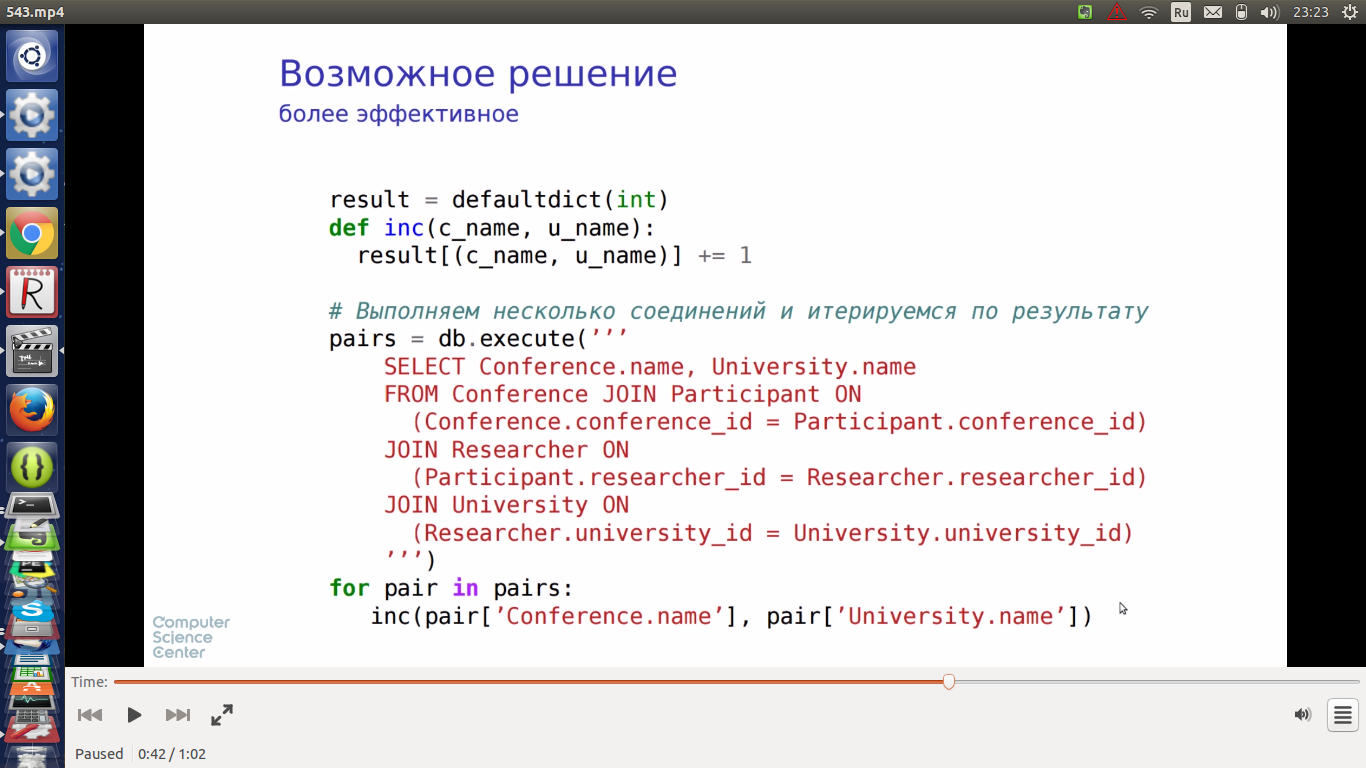 543.mp4
Ru
23:23
Возможное решение
более эффективное
result = defaultdict(int)
def inc(c_name, u_name):
  result[(c_name, u_name)] += 1
# Выполняем несколько соединений и итерируемся по результату
pairs = db.execute(’’’
    SELECT Conference.name, University.name
    FROM Conference JOIN Participant ON
      (Conference.conference_id = Participant.conference_id)
    JOIN Researcher ON
      (Participant.researcher_id = Researcher.researcher_id)
    JOIN University ON
      (Researcher.university_id = University.university_id)
    ’’’)
for pair in pairs:
   inc(pair[’Conference.name’], pair[’University.name’])
Computer
Science
Center
Time:
Paused 0:42 / 1:02